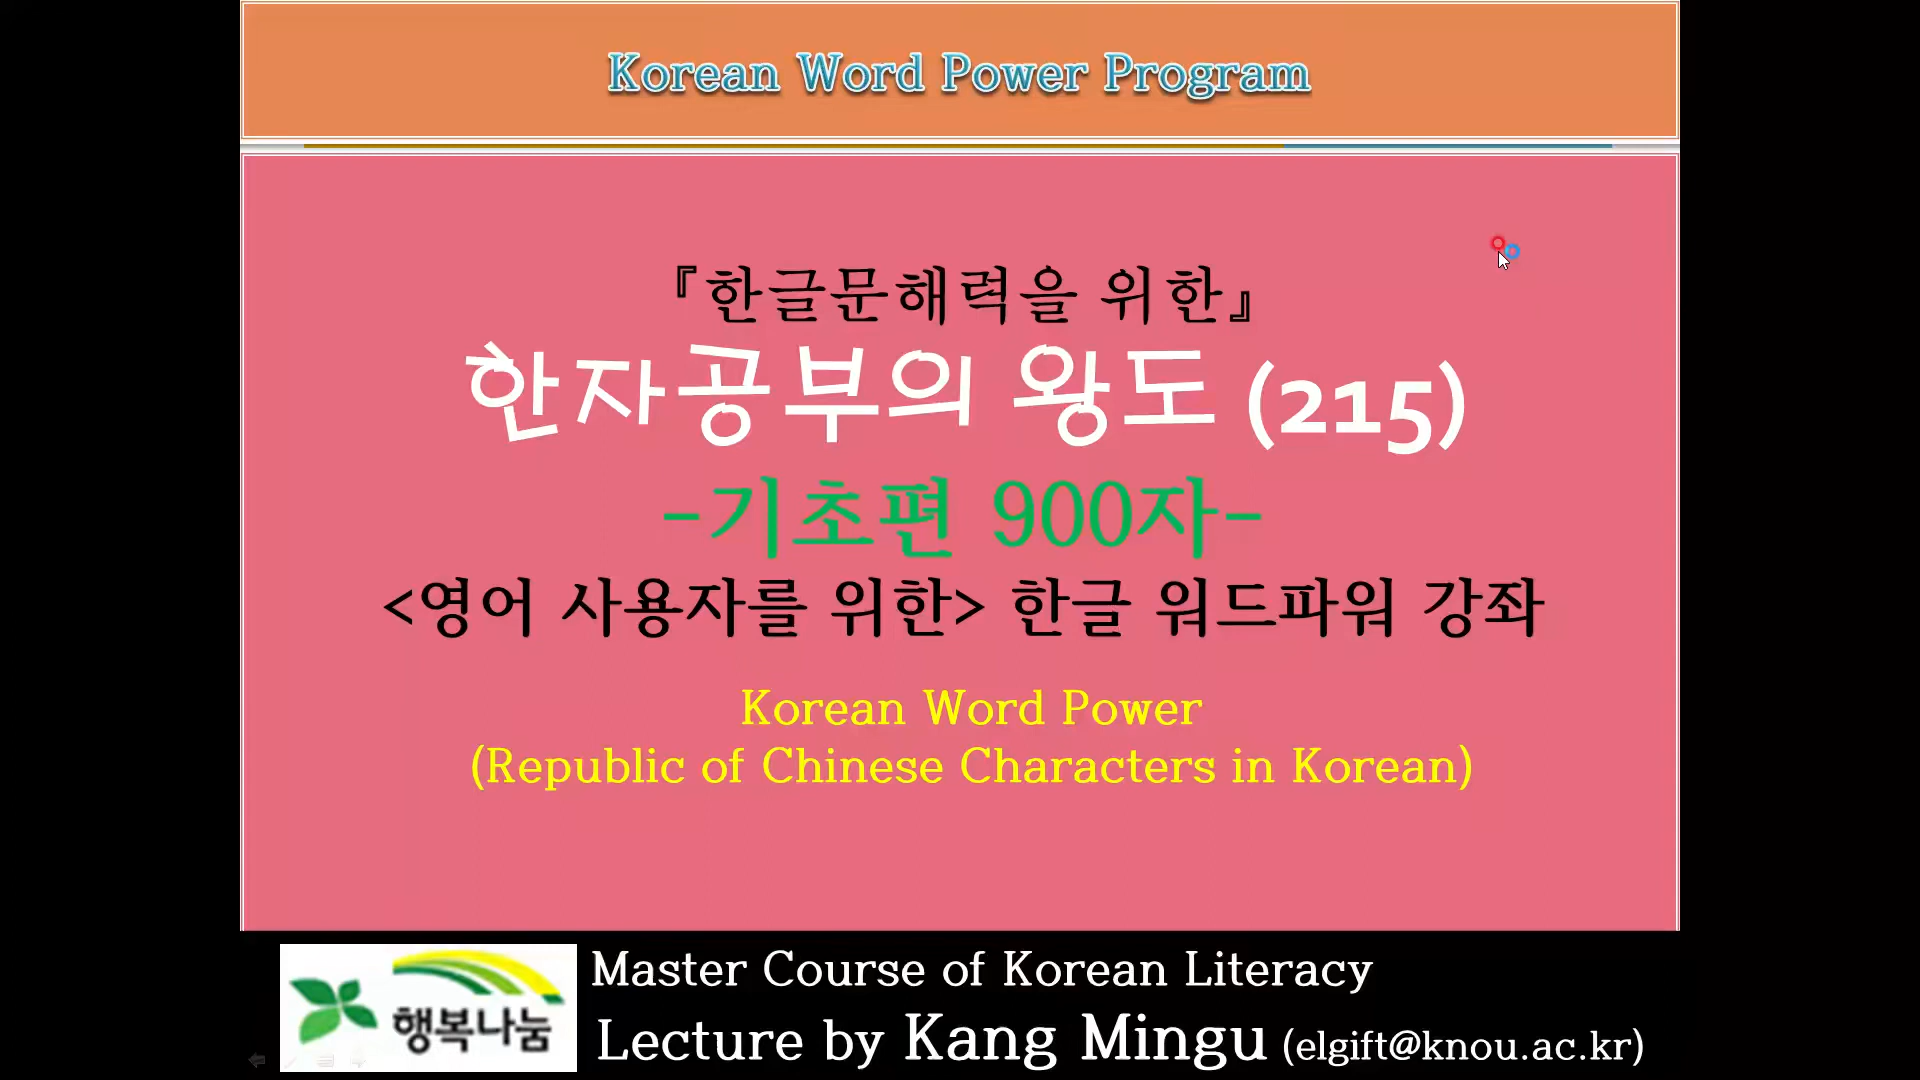 Korean Word Power Program
『한글문해력을 위한』
한자공부의 왕도 (215)
-기초편 900자-
<영어 사용자를 위한> 한글 워드파워 강좌
Korean Word Power
(Republic of Chinese Characters in Korean)
행복나눔
Master Course of Korean Literacy
Lecture by Kang Mingu (elgift@knou.ac.kr)